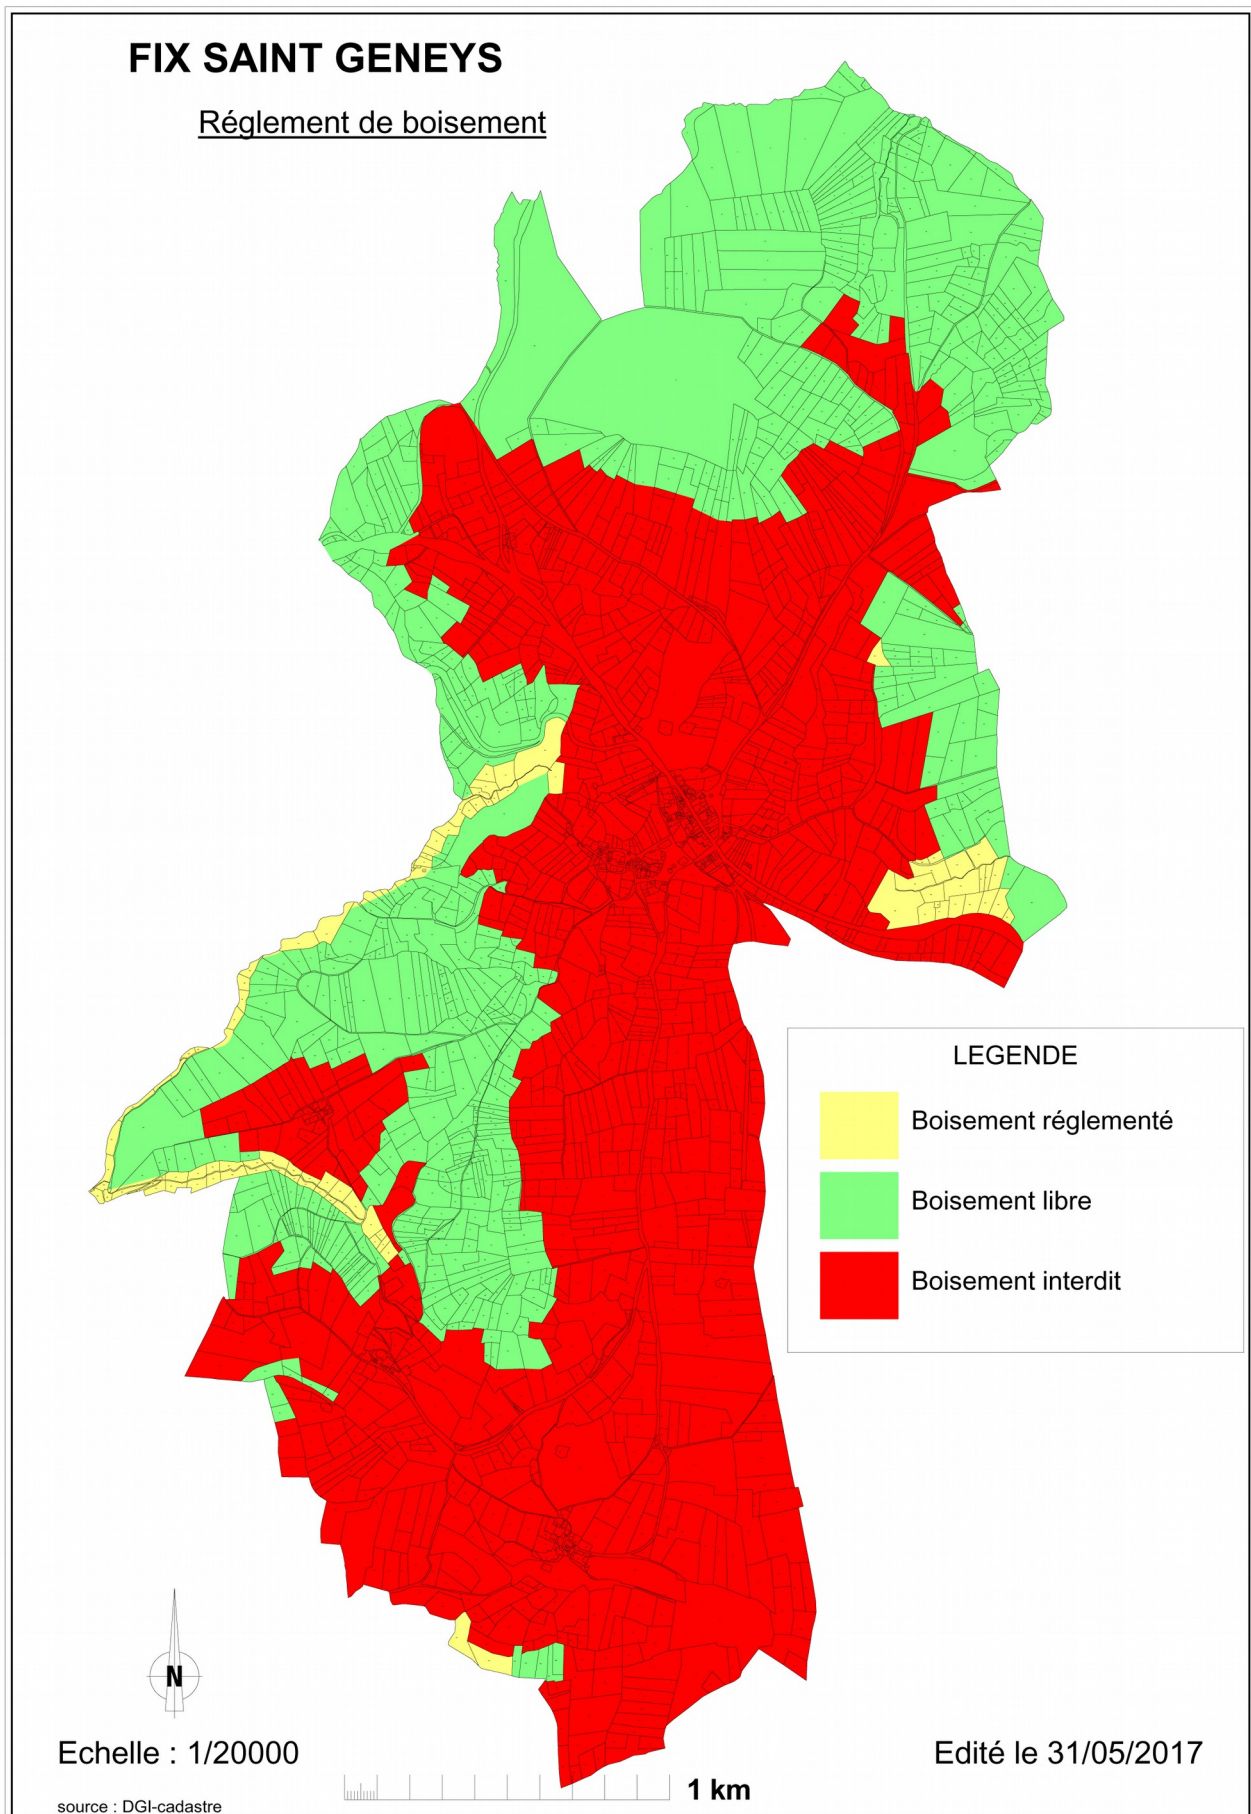 FIX SAINT GENEYS
Réglement de boisement
LEGENDE
Boisement réglementé
Boisement libre
Boisement interdit
N
Echelle : 1/20000
Edité le 31/05/2017
1 km
source : DGI-cadastre